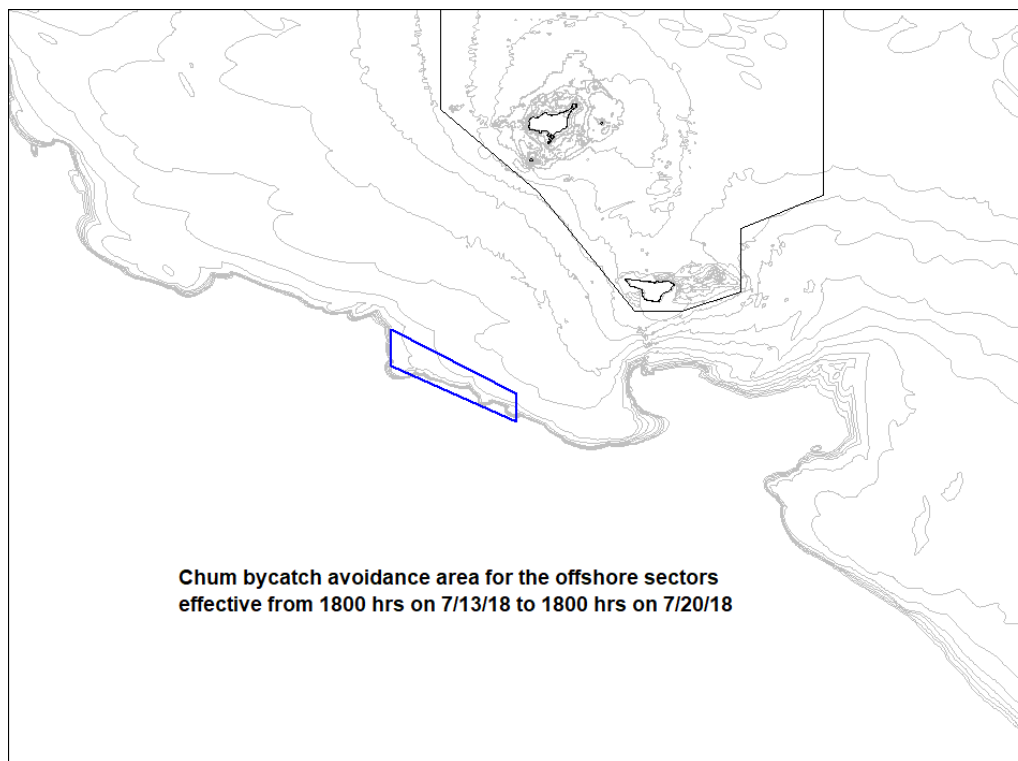 Chum bycatch avoidance area for the offshore sectors
effective from 1800 hrs on 7/13/18 to 1800 hrs on 7/20/18